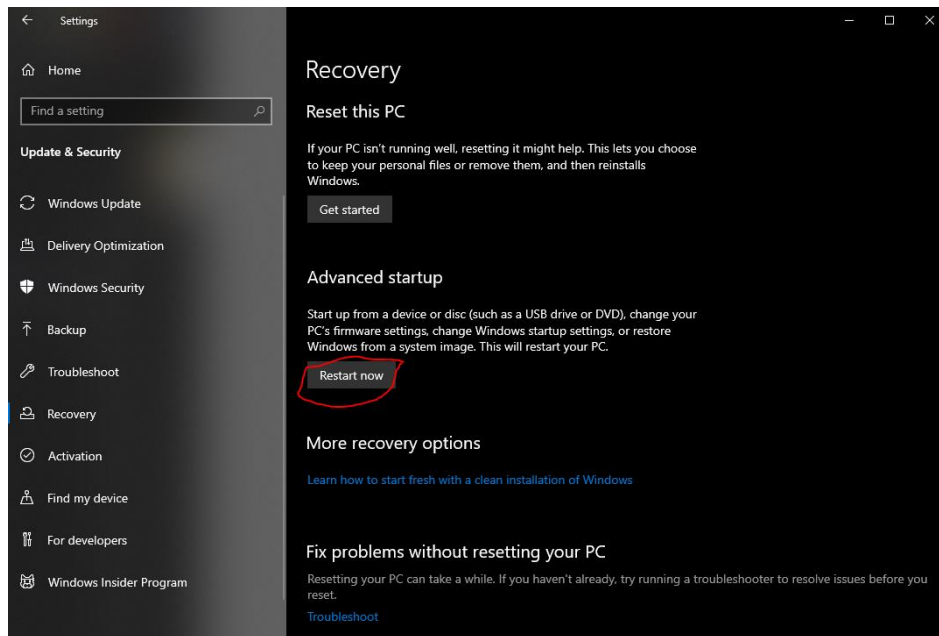 Settings
Home
Find a setting
Update & Security
Windows Update
Delivery Optimization
Windows Security
Backup
Troubleshoot
Recovery
Activation
Find my device
For developers
Windows Insider Program
Recovery
Reset this PC
If your PC isn't running well, resetting it might help. This lets you choose
to keep your personal files or remove them, and then reinstalls
Windows.
Get started
Advanced startup
Start up from a device or disc (such as a USB drive or DVD), change your
PC's firmware settings, change Windows startup settings, or restore
Windows from a system image. This will restart your PC.
Restart now
More recovery options
Learn how to start fresh with a clean installation of Windows
Fix problems without resetting your PC
Resetting your PC can take a while. If you haven't already, try running a troubleshooter to resolve issues before you
reset.
Troubleshoot